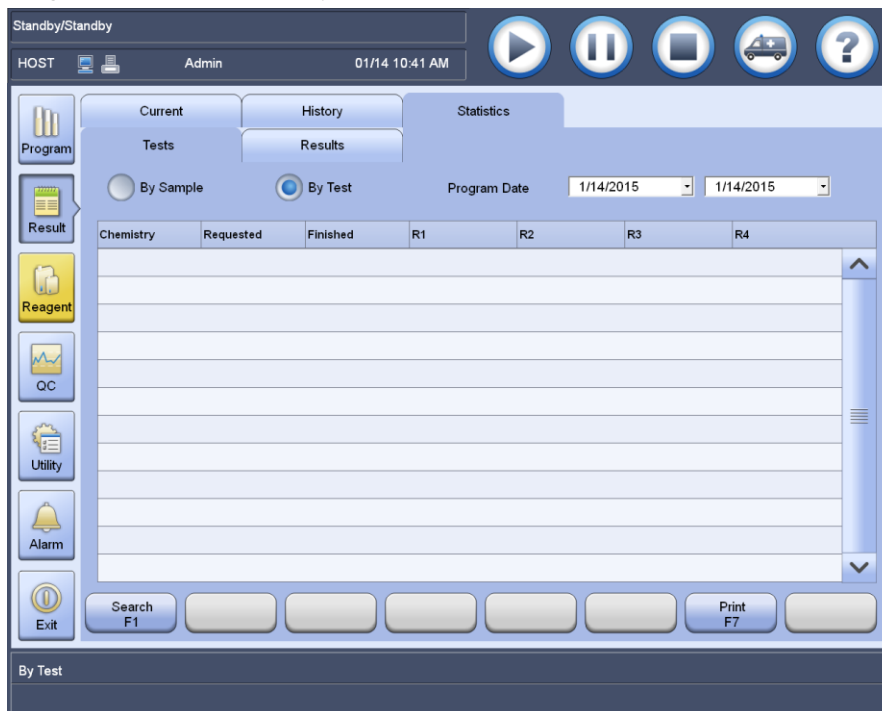 Standby/Standby
HOST Admin 01/14 10:41 AM
?
Current History Statistics
Tests Results
By Sample By Test Program Date 1/14/2015 1/14/2015
Chemistry Requested Finished R1 R2 R3 R4
Program
Result
Reagent
QC
Utility
Alarm
Exit
Search
F1
Print
F7
By Test